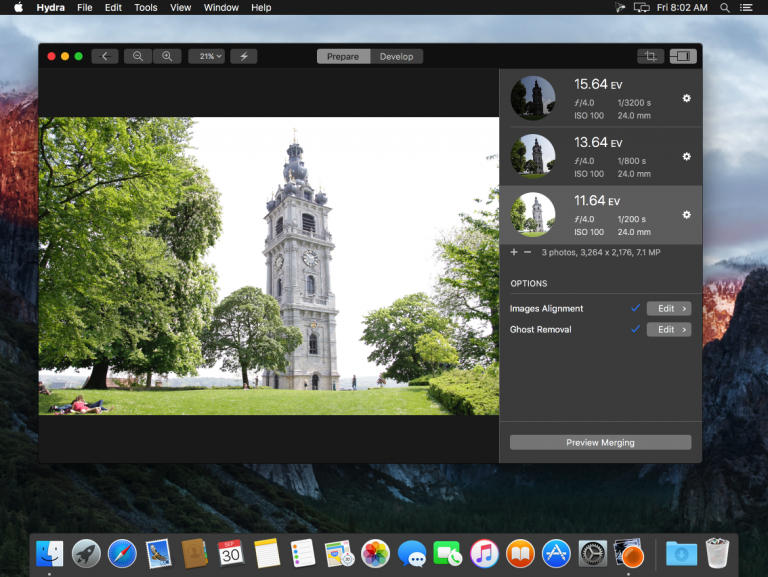 Hydra File Edit Tools View Window Help Fri 8:02 AM
21% Prepare Develop
15.64 EV
ƒ/4.0 1/3200 s
ISO 100 24.0 mm
13.64 EV
ƒ/4.0 1/800 s
ISO 100 24.0 mm
11.64 EV
ƒ/4.0 1/200 s
ISO 100 24.0 mm
+ − 3 photos, 3,264 x 2,176, 7.1 MP
OPTIONS
Images Alignment Edit >
Ghost Removal Edit >
Preview Merging
SEP
30